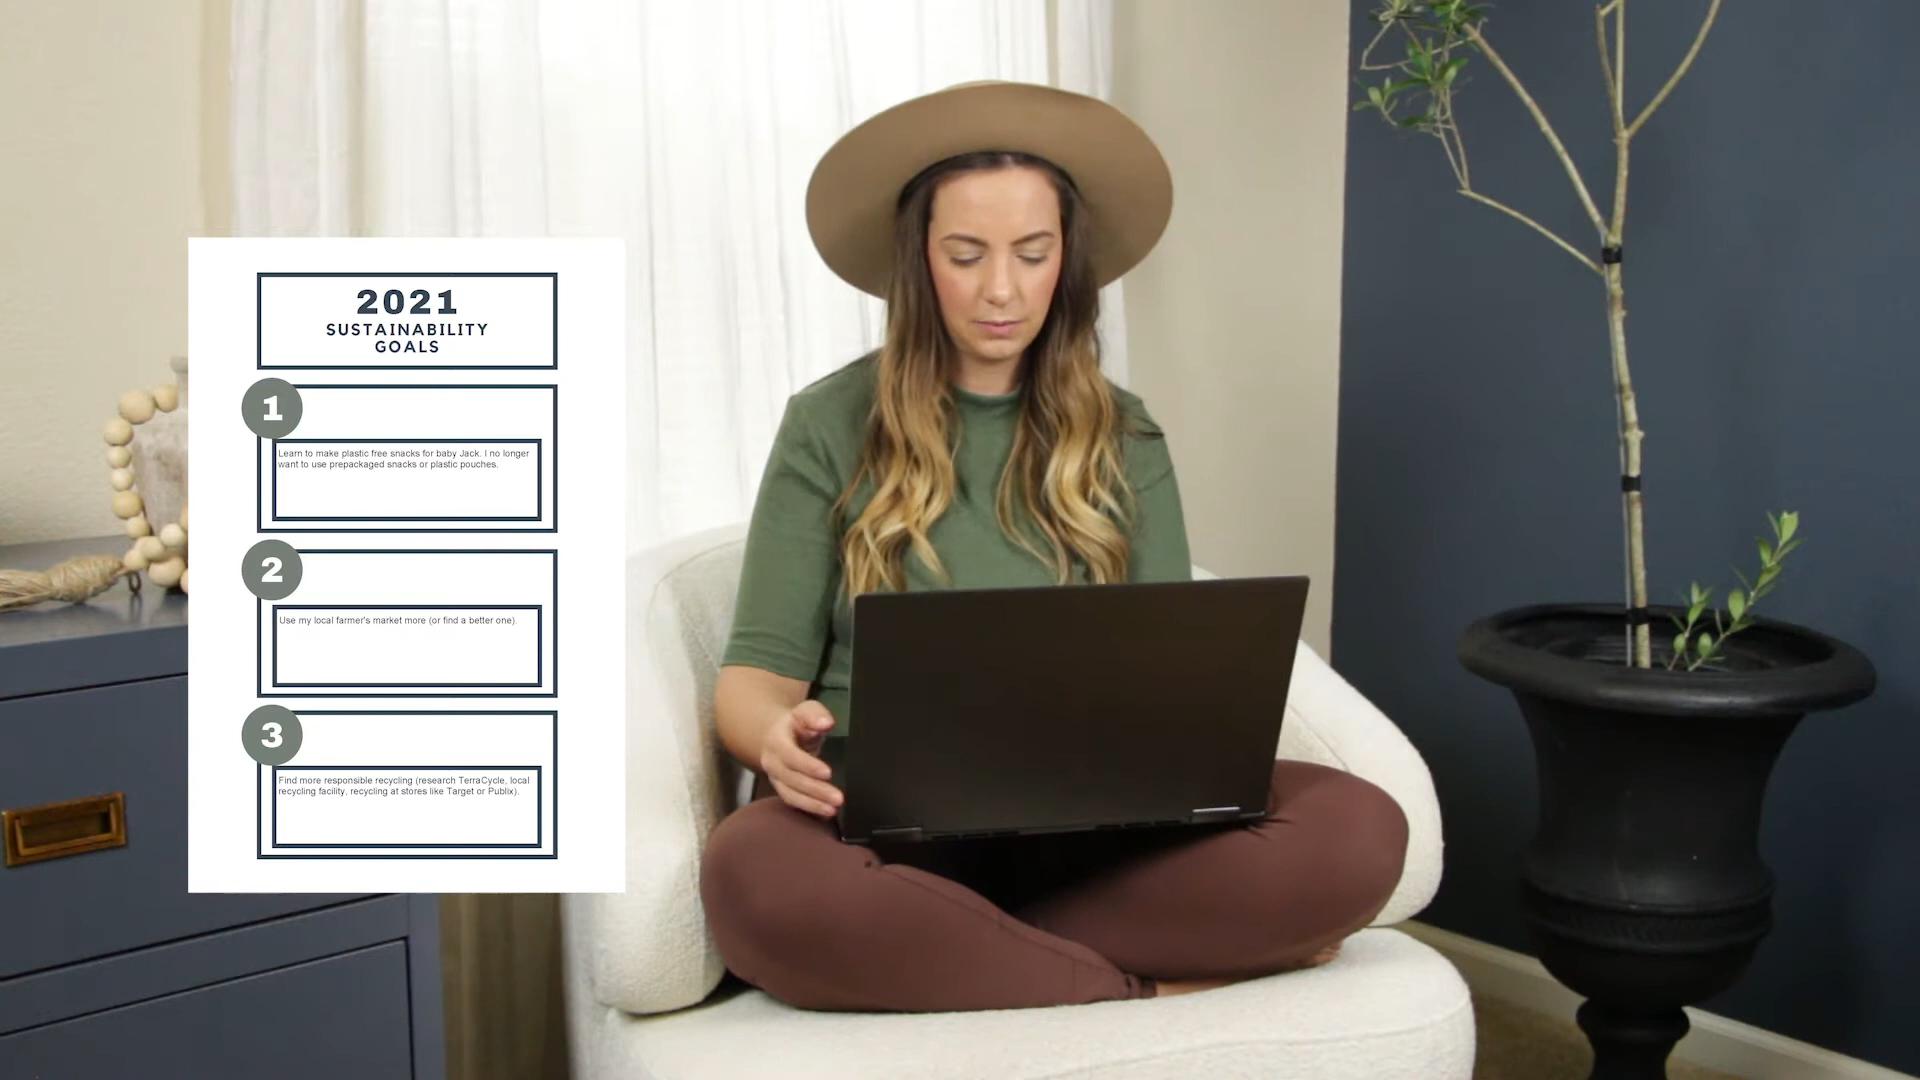 2021
SUSTAINABILITY
GOALS
1
Learn to make plastic free snacks for baby Jack. I no longer
want to use prepackaged snacks or plastic pouches.
2
Use my local farmer's market more (or find a better one).
3
Find more responsible recycling (research TerraCycle, local
recycling facility, recycling at stores like Target or Publix).